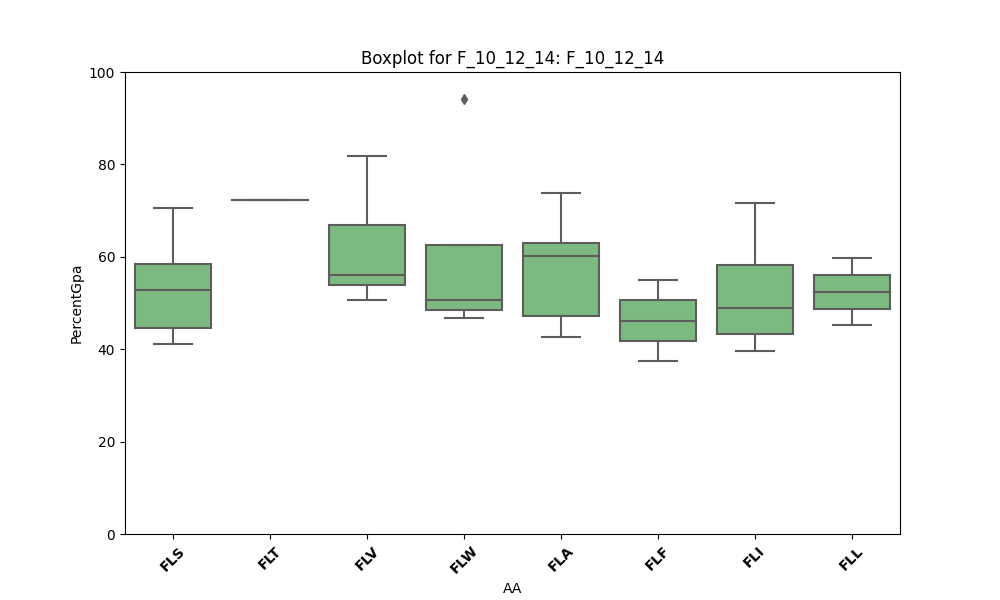 Boxplot for F_10_12_14: F_10_12_14
100
80
60
40
20
0
PercentGpa
FLS
FLT
FLV
FLW
FLA
FLF
FLI
FLL
AA